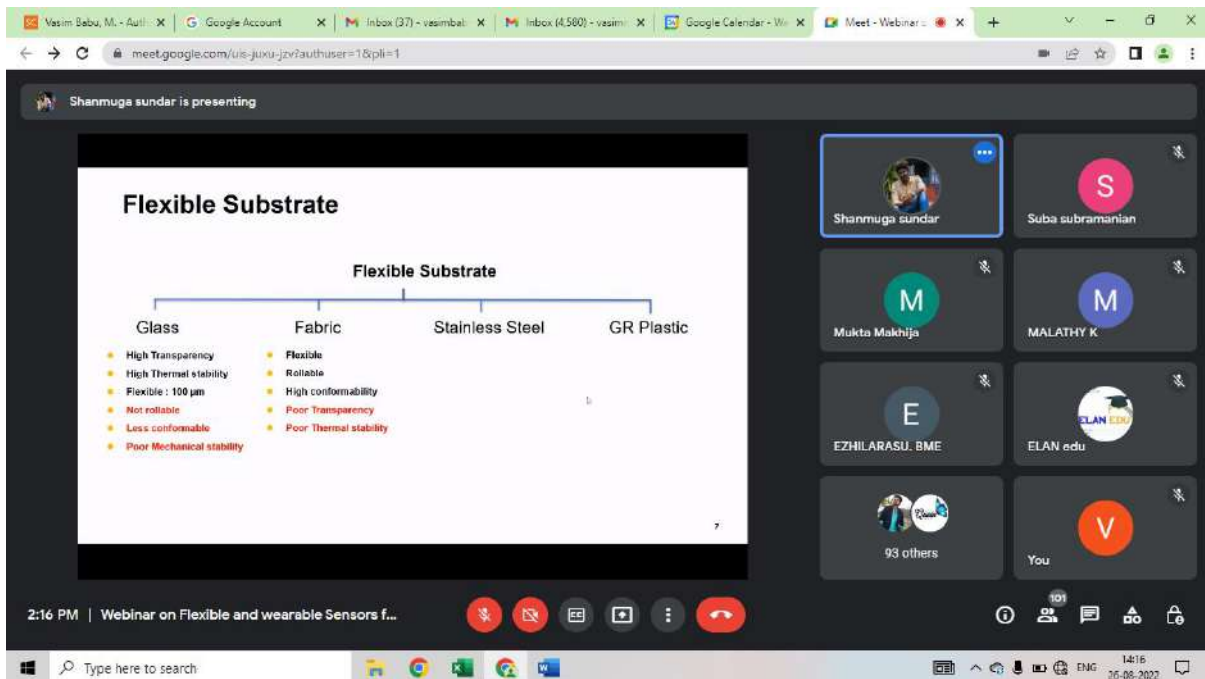 Vasim Babu, M. - Auth
Google Account
Inbox (37) - vasimbab
Inbox (4,580) - vasim
Google Calendar - We
Meet - Webinar
meet.google.com/uis-juxu-jzv?authuser=1&pli=1
Shanmuga sundar is presenting
Flexible Substrate
Flexible Substrate
Glass
High Transparency
High Thermal stability
Flexible : 100 µm
Not rollable
Less conformable
Poor Mechanical stability
Fabric
Flexible
Rollable
High conformability
Poor Transparency
Poor Thermal stability
Stainless Steel
GR Plastic
7
Shanmuga sundar
S
Suba subramanian
M
Mukta Makhija
M
MALATHY K
E
EZHILARASU. BME
ELAN EDU
ELAN edu
93 others
V
You
2:16 PM | Webinar on Flexible and wearable Sensors f...
101
Type here to search
ENG
14:16
26-08-2022